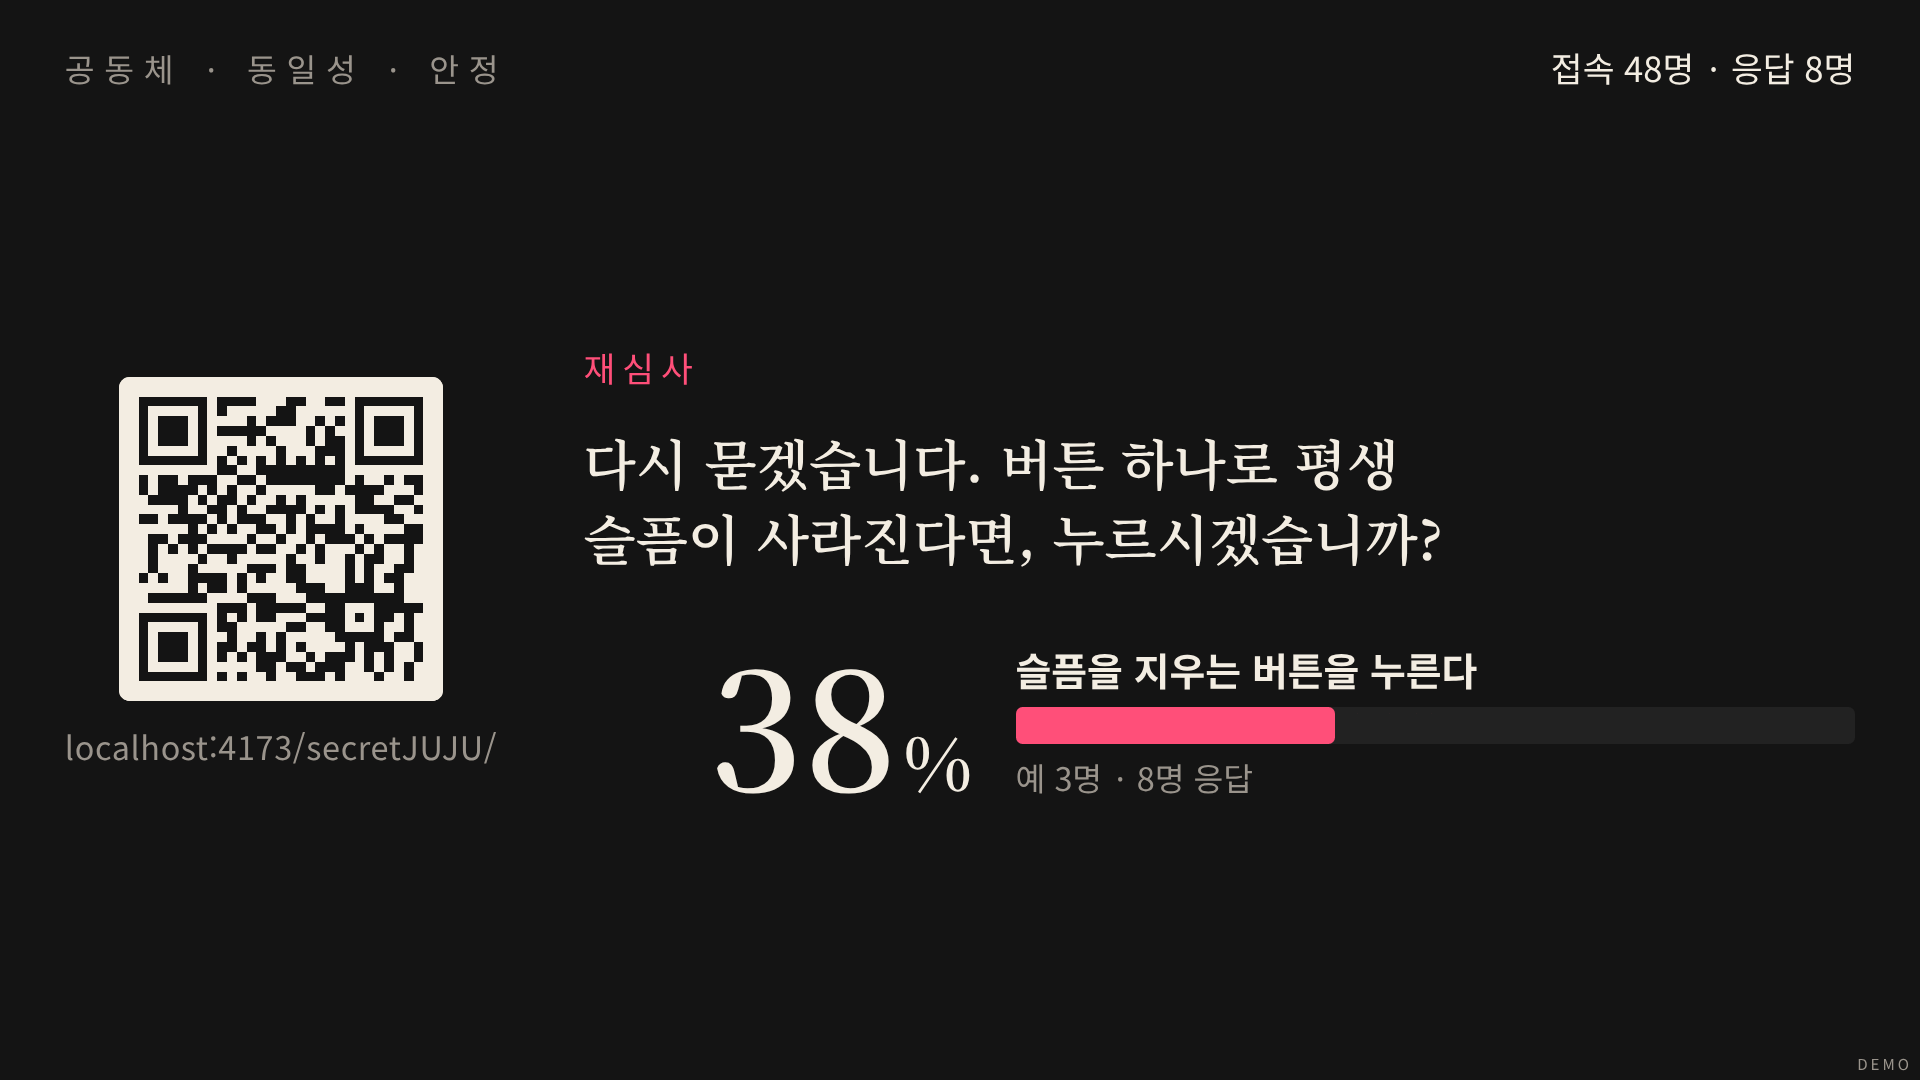 공동체 · 동일성 · 안정
접속 48명 · 응답 8명
재심사
다시 묻겠습니다. 버튼 하나로 평생
슬픔이 사라진다면, 누르시겠습니까?
38%
슬픔을 지우는 버튼을 누른다
예 3명 · 8명 응답
localhost:4173/secretJUJU/
DEMO